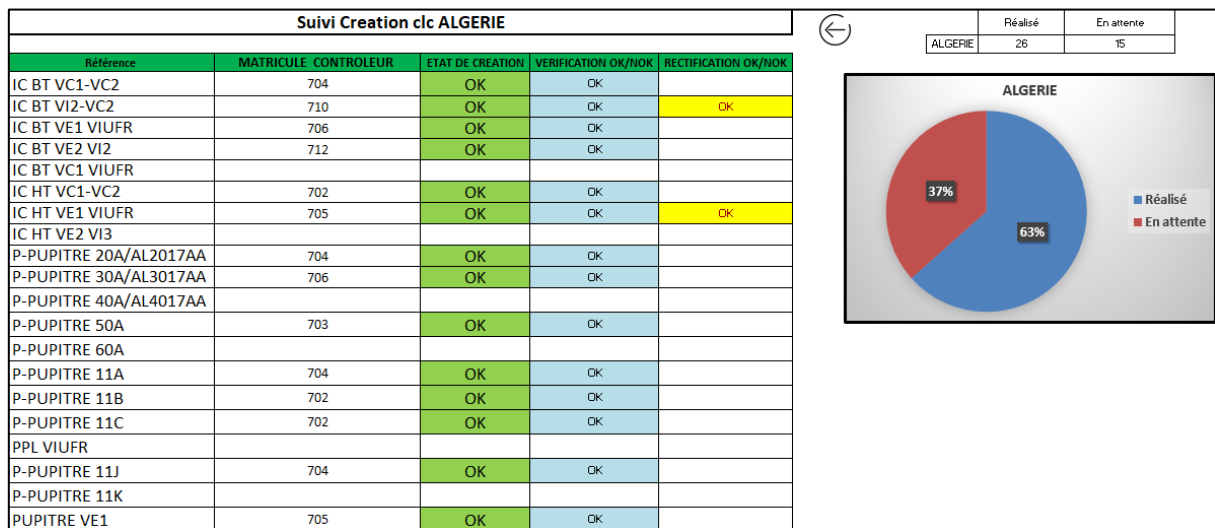 Suivi Creation clc ALGERIE
Réalisé En attente
ALGERIE 26 15
Référence MATRICULE CONTROLEUR ETAT DE CREATION VERIFICATION OK/NOK RECTIFICATION OK/NOK
IC BT VC1-VC2 704 OK OK
IC BT VI2-VC2 710 OK OK OK
IC BT VE1 VIUFR 706 OK OK
IC BT VE2 VI2 712 OK OK
IC BT VC1 VIUFR
IC HT VC1-VC2 702 OK OK
IC HT VE1 VIUFR 705 OK OK OK
IC HT VE2 VI3
P-PUPITRE 20A/AL2017AA 704 OK OK
P-PUPITRE 30A/AL3017AA 706 OK OK
P-PUPITRE 40A/AL4017AA
P-PUPITRE 50A 703 OK OK
P-PUPITRE 60A
P-PUPITRE 11A 704 OK OK
P-PUPITRE 11B 702 OK OK
P-PUPITRE 11C 702 OK OK
PPL VIUFR
P-PUPITRE 11J 704 OK OK
P-PUPITRE 11K
PUPITRE VE1 705 OK OK
ALGERIE
37%
63%
Réalisé
En attente